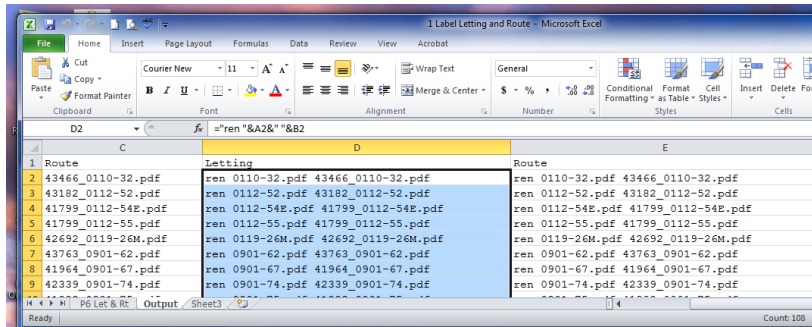 1 Label Letting and Route - Microsoft Excel
File Home Insert Page Layout Formulas Data Review View Acrobat
Cut
Copy
Format Painter
Paste
Courier New 11 A A
B I U A
Wrap Text
Merge & Center
General
$ % ,
Conditional Formatting
Format as Table
Cell Styles
Insert Delete
Clipboard Font Alignment Number Styles Cells
D2 fx ="ren "&A2&" "&B2
C D E
1 Route Letting Route
2 43466_0110-32.pdf ren 0110-32.pdf 43466_0110-32.pdf ren 0110-32.pdf 43466_0110-32.pdf
3 43182_0112-52.pdf ren 0112-52.pdf 43182_0112-52.pdf ren 0112-52.pdf 43182_0112-52.pdf
4 41799_0112-54E.pdf ren 0112-54E.pdf 41799_0112-54E.pdf ren 0112-54E.pdf 41799_0112-54E.pdf
5 41799_0112-55.pdf ren 0112-55.pdf 41799_0112-55.pdf ren 0112-55.pdf 41799_0112-55.pdf
6 42692_0119-26M.pdf ren 0119-26M.pdf 42692_0119-26M.pdf ren 0119-26M.pdf 42692_0119-26M.pdf
7 43763_0901-62.pdf ren 0901-62.pdf 43763_0901-62.pdf ren 0901-62.pdf 43763_0901-62.pdf
8 41964_0901-67.pdf ren 0901-67.pdf 41964_0901-67.pdf ren 0901-67.pdf 41964_0901-67.pdf
9 42339_0901-74.pdf ren 0901-74.pdf 42339_0901-74.pdf ren 0901-74.pdf 42339_0901-74.pdf
P6 Let & Rt Output Sheet3
Ready Count: 108